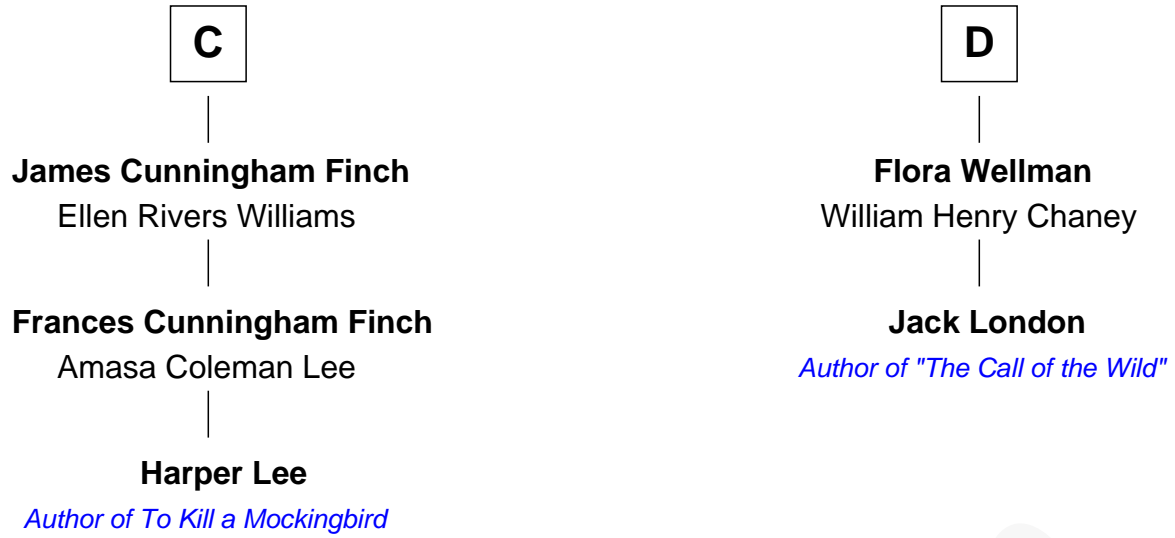 C
James Cunningham Finch
Ellen Rivers Williams
Frances Cunningham Finch
Amasa Coleman Lee
Harper Lee
Author of To Kill a Mockingbird
D
Flora Wellman
William Henry Chaney
Jack London
Author of "The Call of the Wild"